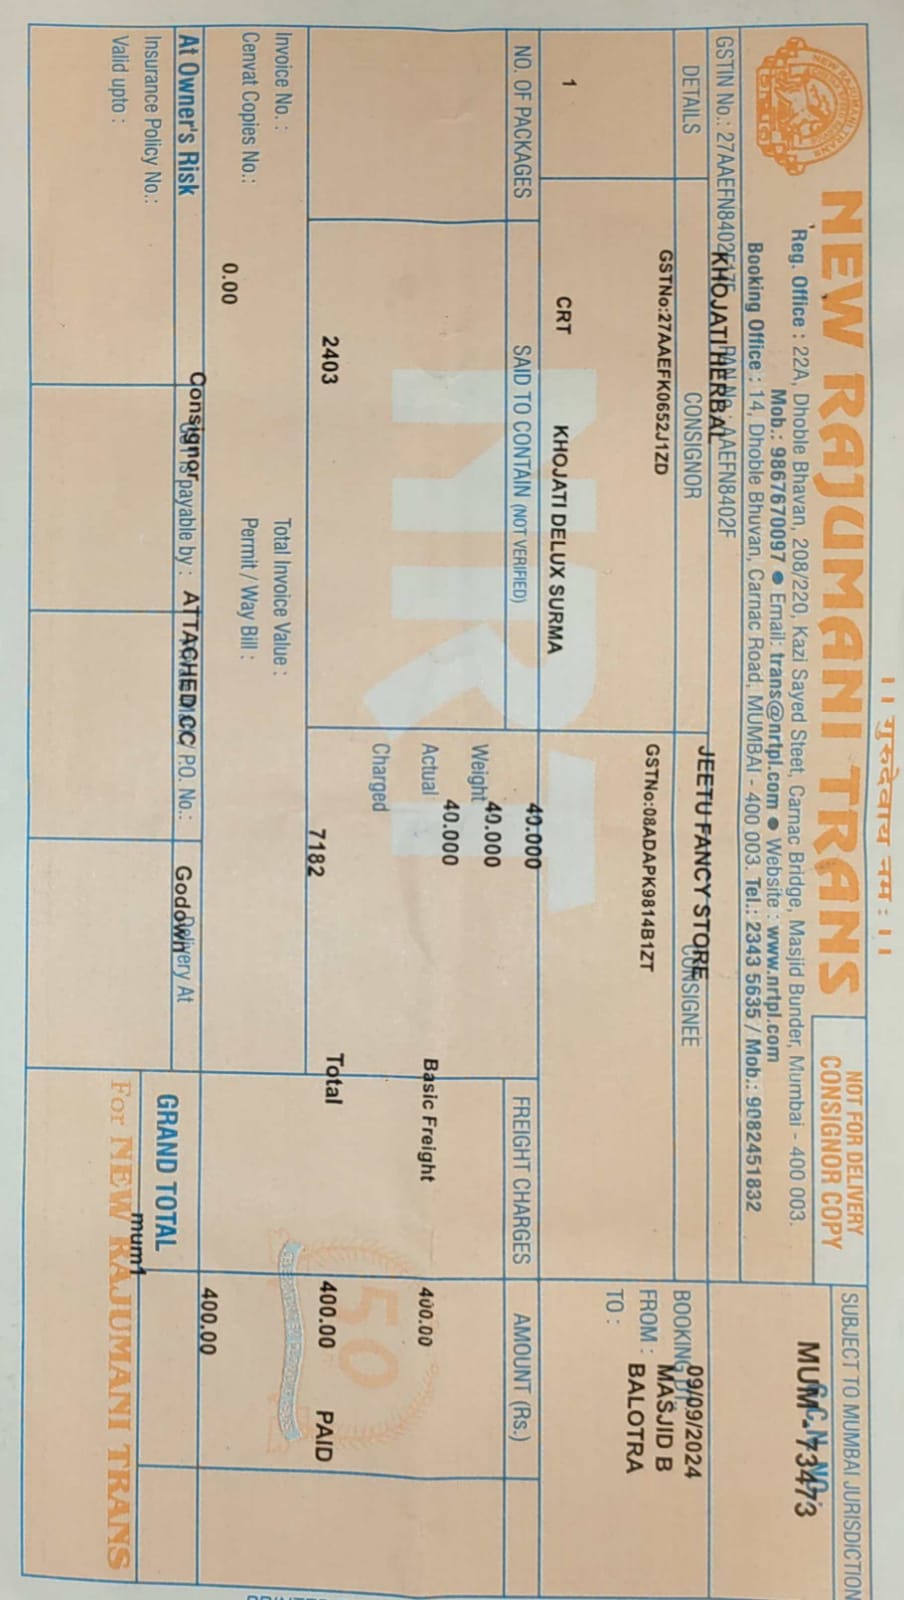 ।। गुरुदेवाय नमः ।।
NEW RAJUMANI TRANS
NOT FOR DELIVERY
CONSIGNOR COPY
SUBJECT TO MUMBAI JURISDICTION
Reg. Office : 22A, Dhoble Bhavan, 208/220, Kazi Sayed Steet, Carnac Bridge, Masjid Bunder, Mumbai - 400 003.
Mob.: 9867670097 ● Email: trans@nrtpl.com ● Website : www.nrtpl.com
Booking Office : 14, Dhoble Bhuvan, Carnac Road, MUMBAI - 400 003. Tel.: 2343 5635 / Mob.: 9082451832
C.C.N. No.
MUM - 73473
GSTIN No.: 27AAEFN8402F1ZF PAN No.: AAEFN8402F
DETAILS
CONSIGNOR
KHOJATI HERBAL
GSTNo:27AAEFK0652J1ZD
CONSIGNEE
JEETU FANCY STORE
GSTNo:08ADAPK9814B1ZT
BOOKING DT. 09/09/2024
FROM : MASJID B
TO : BALOTRA
NO. OF PACKAGES
SAID TO CONTAIN (NOT VERIFIED)
FREIGHT CHARGES
AMOUNT (Rs.)
1
CRT
KHOJATI DELUX SURMA
40.000
Weight 40.000
Actual 40.000
Charged
Basic Freight 400.00
NRT
50
2403
7182
Total 400.00 PAID
Invoice No. :
Total Invoice Value :
Cenvat Copies No.:
Permit / Way Bill :
0.00
400.00
At Owner's Risk
GST is payable by : Consignor
ATTACHED CC/ P.O. No.:
Delivery At Godown
GRAND TOTAL
Insurance Policy No.:
Valid upto :
mum1
For NEW RAJUMANI TRANS